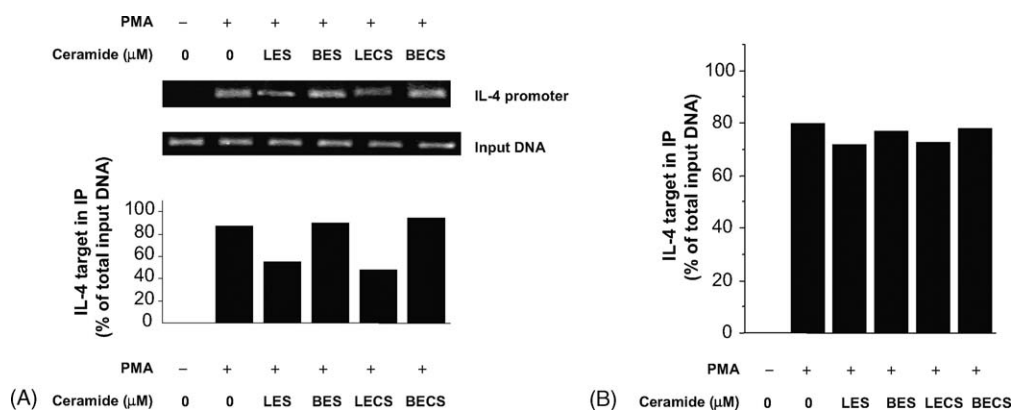 PMA – + + + + +
Ceramide (μM) 0 0 LES BES LECS BECS
IL-4 promoter
Input DNA
IL-4 target in IP
(% of total input DNA)
100
80
60
40
20
0
PMA – + + + + +
(A) Ceramide (μM) 0 0 LES BES LECS BECS
IL-4 target in IP
(% of total input DNA)
100
80
60
40
20
0
PMA – + + + + +
(B) Ceramide (μM) 0 0 LES BES LECS BECS